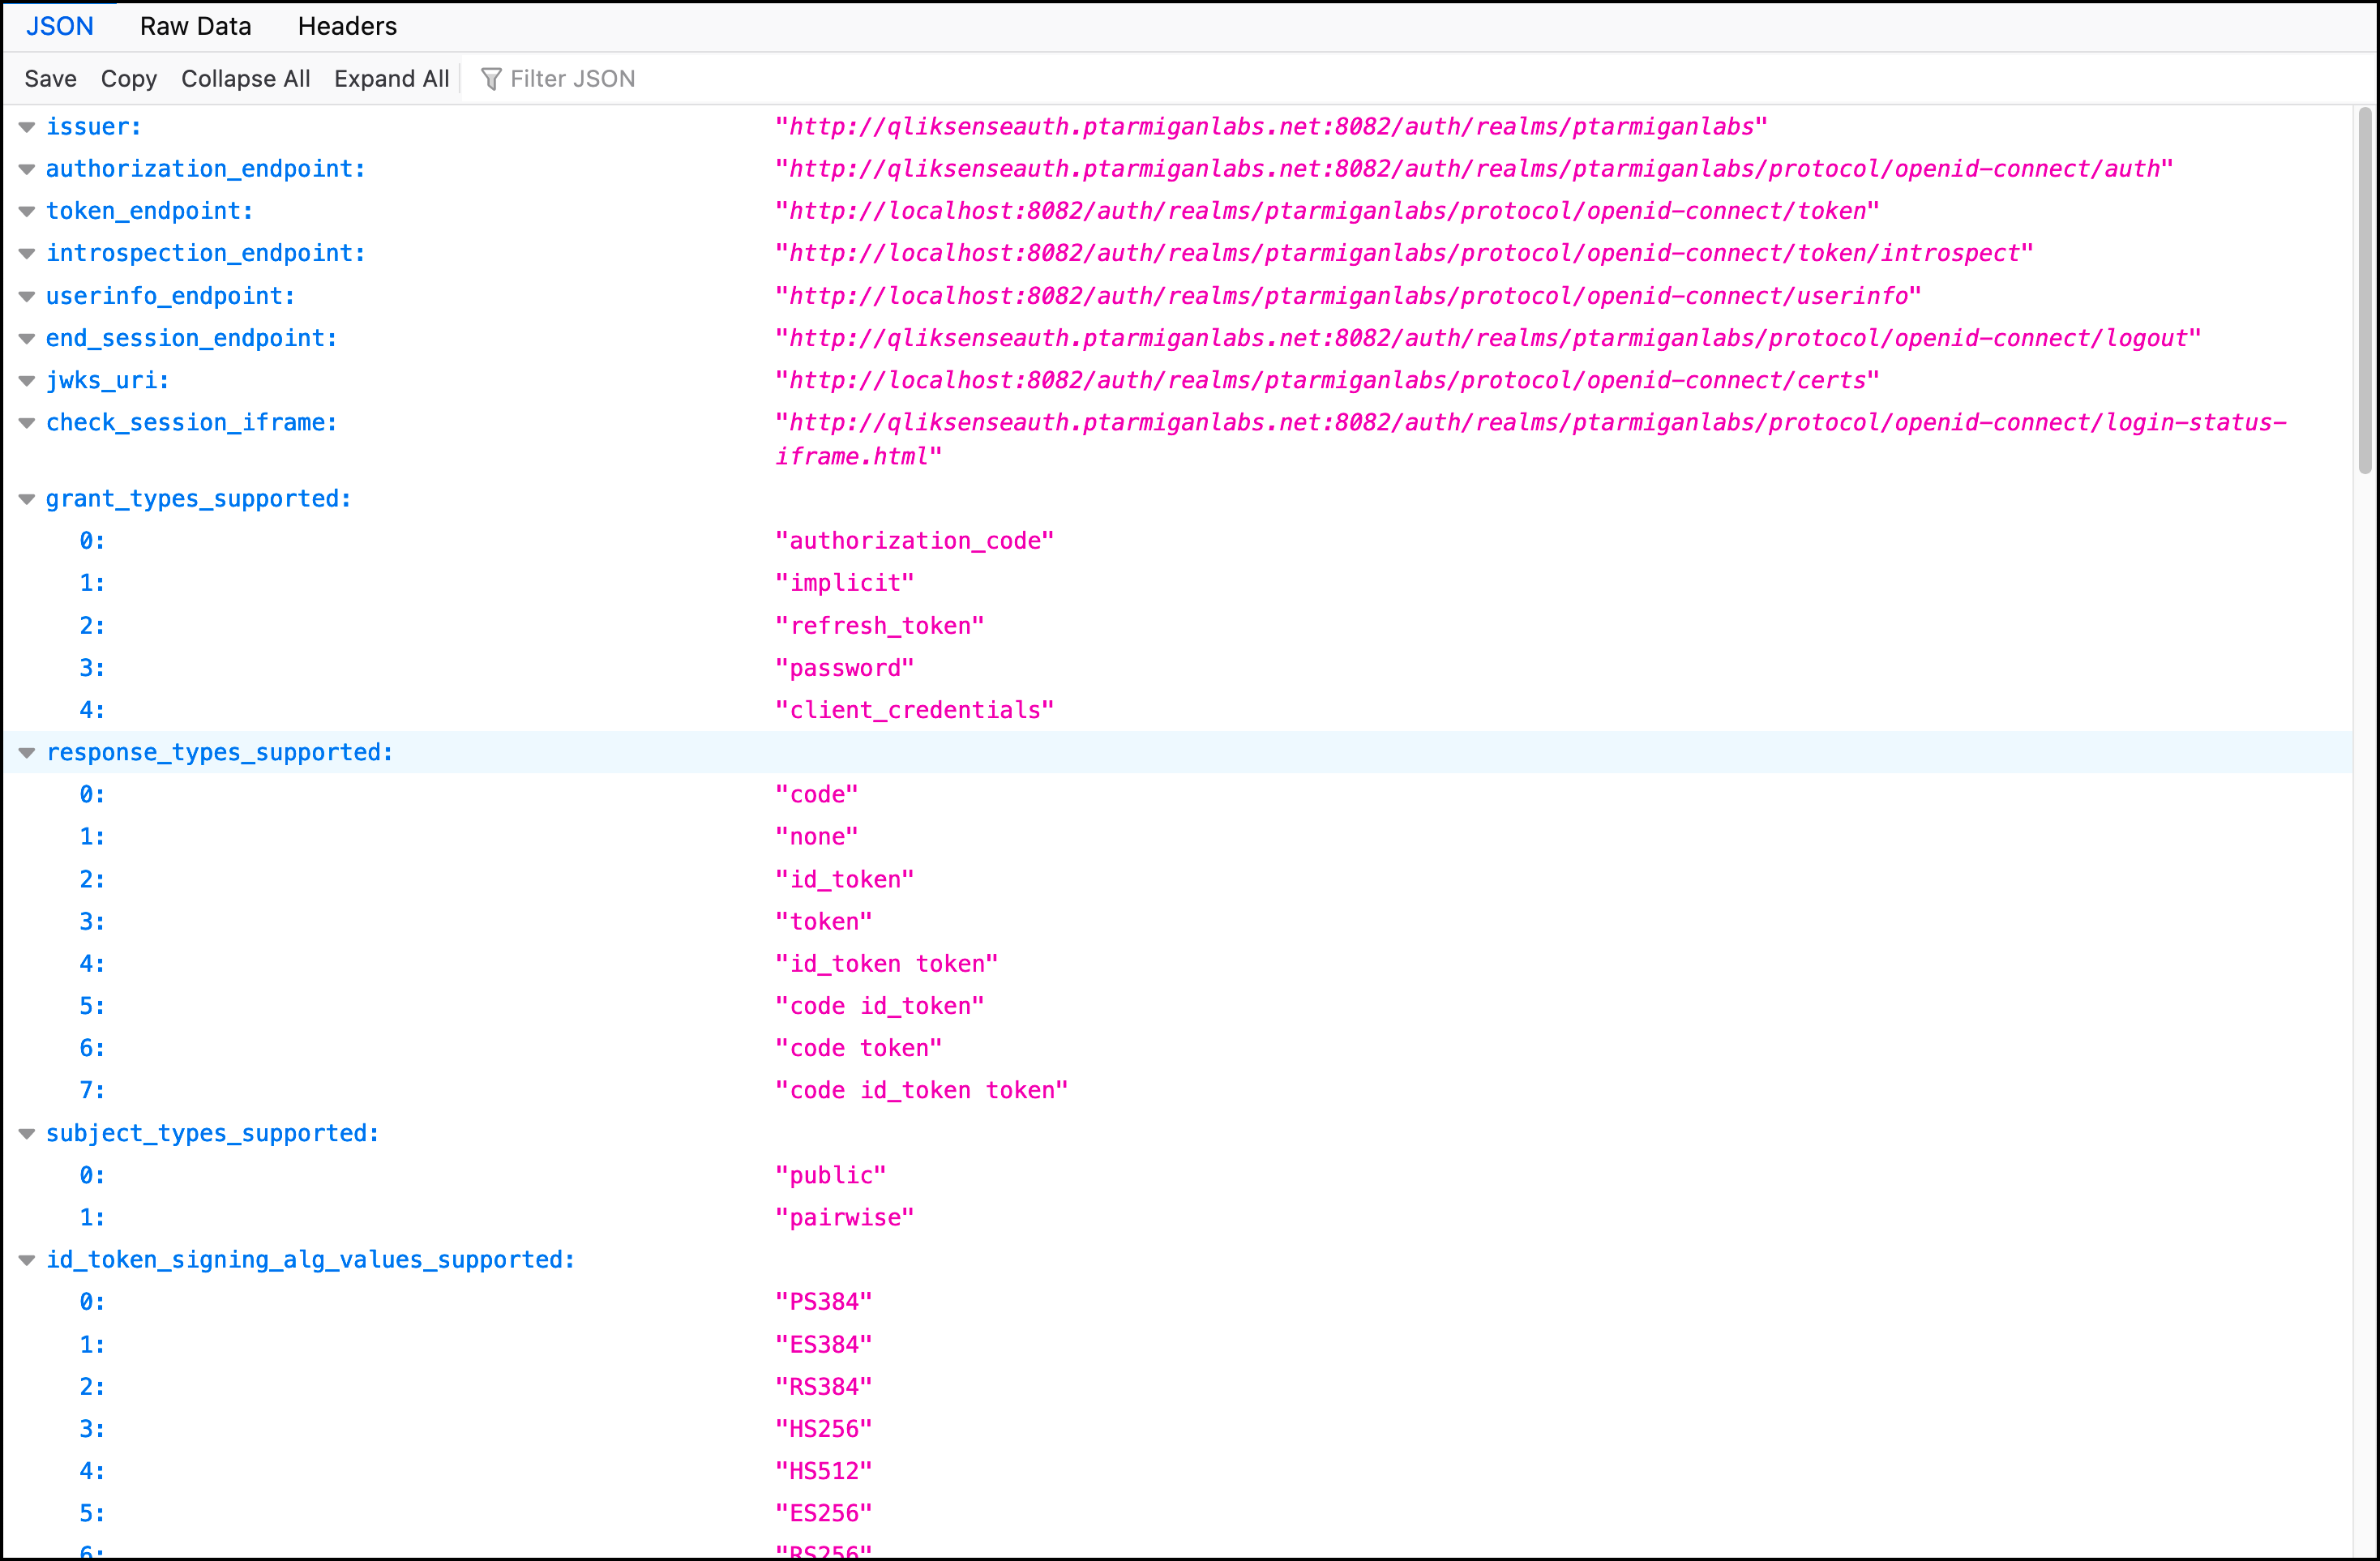 JSON Raw Data Headers
Save Copy Collapse All Expand All Filter JSON
issuer: "http://qliksenseauth.ptarmiganlabs.net:8082/auth/realms/ptarmiganlabs"
authorization_endpoint: "http://qliksenseauth.ptarmiganlabs.net:8082/auth/realms/ptarmiganlabs/protocol/openid-connect/auth"
token_endpoint: "http://localhost:8082/auth/realms/ptarmiganlabs/protocol/openid-connect/token"
introspection_endpoint: "http://localhost:8082/auth/realms/ptarmiganlabs/protocol/openid-connect/token/introspect"
userinfo_endpoint: "http://localhost:8082/auth/realms/ptarmiganlabs/protocol/openid-connect/userinfo"
end_session_endpoint: "http://qliksenseauth.ptarmiganlabs.net:8082/auth/realms/ptarmiganlabs/protocol/openid-connect/logout"
jwks_uri: "http://localhost:8082/auth/realms/ptarmiganlabs/protocol/openid-connect/certs"
check_session_iframe: "http://qliksenseauth.ptarmiganlabs.net:8082/auth/realms/ptarmiganlabs/protocol/openid-connect/login-status-
iframe.html"
grant_types_supported:
0: "authorization_code"
1: "implicit"
2: "refresh_token"
3: "password"
4: "client_credentials"
response_types_supported:
0: "code"
1: "none"
2: "id_token"
3: "token"
4: "id_token token"
5: "code id_token"
6: "code token"
7: "code id_token token"
subject_types_supported:
0: "public"
1: "pairwise"
id_token_signing_alg_values_supported:
0: "PS384"
1: "ES384"
2: "RS384"
3: "HS256"
4: "HS512"
5: "ES256"
6: "RS256"